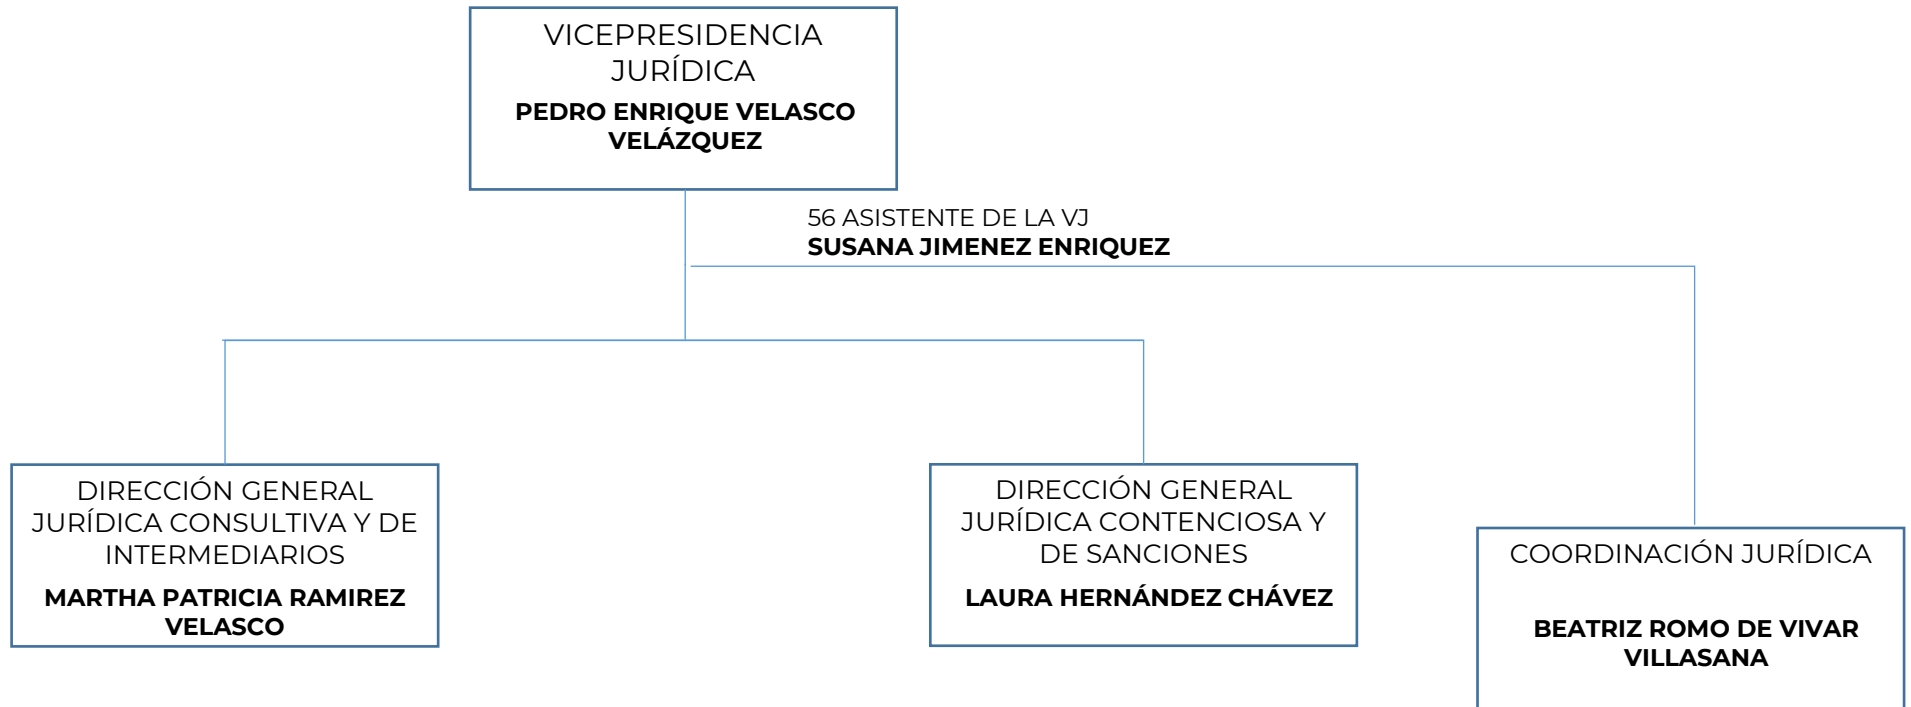 VICEPRESIDENCIA
JURÍDICA
PEDRO ENRIQUE VELASCO
VELÁZQUEZ
56 ASISTENTE DE LA VJ
SUSANA JIMENEZ ENRIQUEZ
DIRECCIÓN GENERAL
JURÍDICA CONSULTIVA Y DE
INTERMEDIARIOS
MARTHA PATRICIA RAMIREZ
VELASCO
DIRECCIÓN GENERAL
JURÍDICA CONTENCIOSA Y
DE SANCIONES
LAURA HERNÁNDEZ CHÁVEZ
COORDINACIÓN JURÍDICA
BEATRIZ ROMO DE VIVAR
VILLASANA